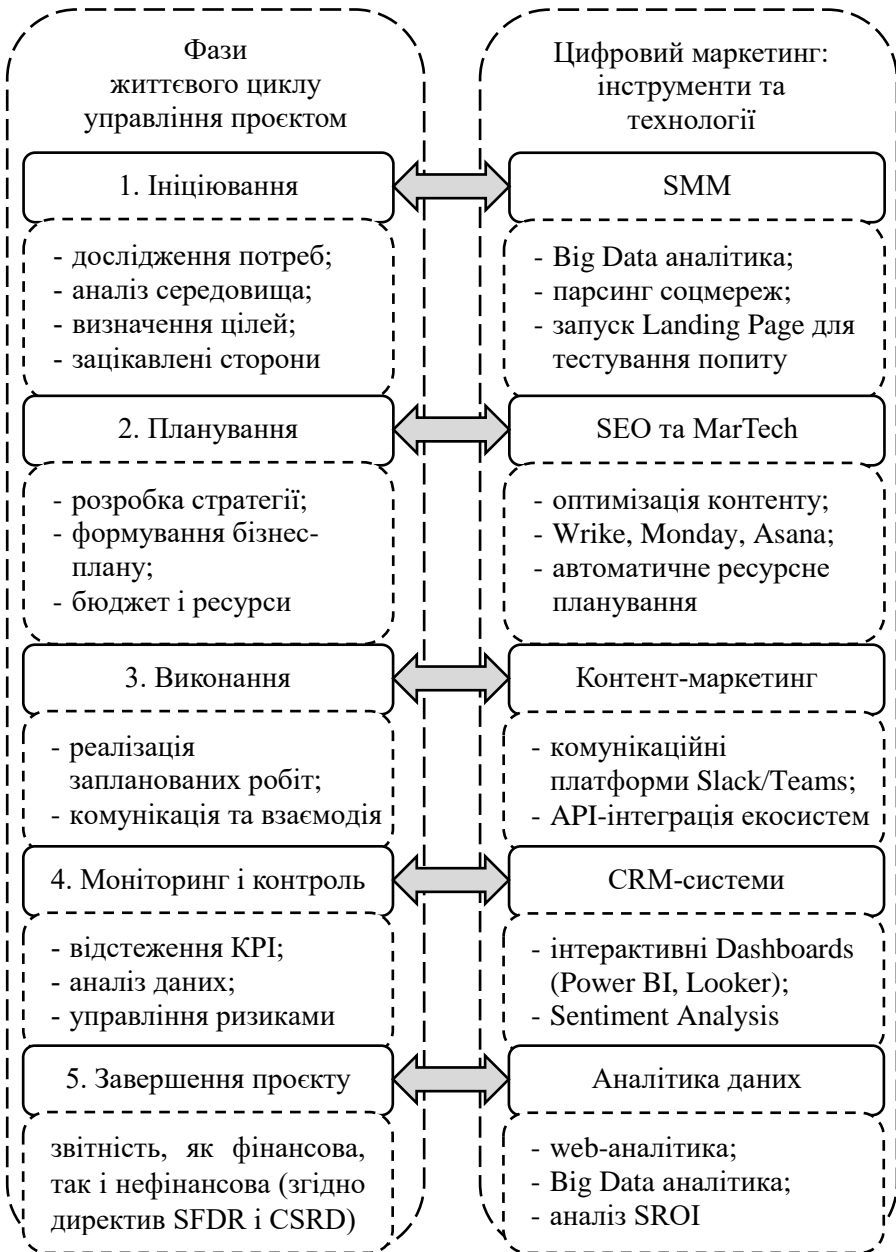 Фази
життєвого циклу
управління проєктом
Цифровий маркетинг:
інструменти та
технології
1. Ініціювання
SMM
- дослідження потреб;
- аналіз середовища;
- визначення цілей;
- зацікавлені сторони
- Big Data аналітика;
- парсинг соцмереж;
- запуск Landing Page для
тестування попиту
2. Планування
SEO та MarTech
- розробка стратегії;
- формування бізнес-
плану;
- бюджет і ресурси
- оптимізація контенту;
- Wrike, Monday, Asana;
- автоматичне ресурсне
планування
3. Виконання
Контент-маркетинг
- реалізація
запланованих робіт;
- комунікація та взаємодія
- комунікаційні
платформи Slack/Teams;
- API-інтеграція екосистем
4. Моніторинг і контроль
CRM-системи
- відстеження KPI;
- аналіз даних;
- управління ризиками
- інтерактивні Dashboards
(Power BI, Looker);
- Sentiment Analysis
5. Завершення проєкту
Аналітика даних
звітність, як фінансова,
так і нефінансова (згідно
директив SFDR і CSRD)
- web-аналітика;
- Big Data аналітика;
- аналіз SROI